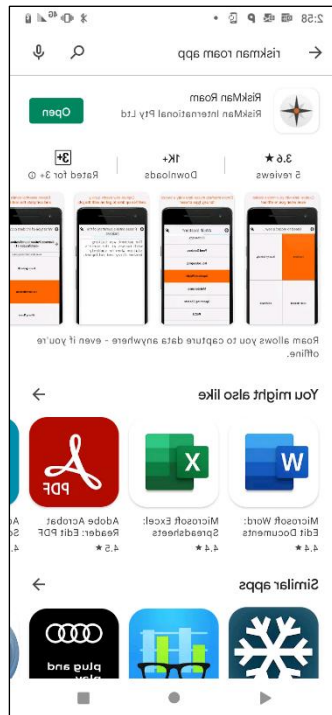 2:58
4G
riskman roam app
RiskMan Roam
RiskMan International Pty Ltd
Open
3.6★
5 reviews
1K+
Downloads
3+
Rated for 3+
Roam allows you to capture data anywhere - even if you're
offline.
You might also like
W
Microsoft Word:
Edit Documents
4.4★
X
Microsoft Excel:
Spreadsheets
4.4★
PDF
Adobe Acrobat
Reader: Edit PDF
4.5★
Similar apps
plug and
play